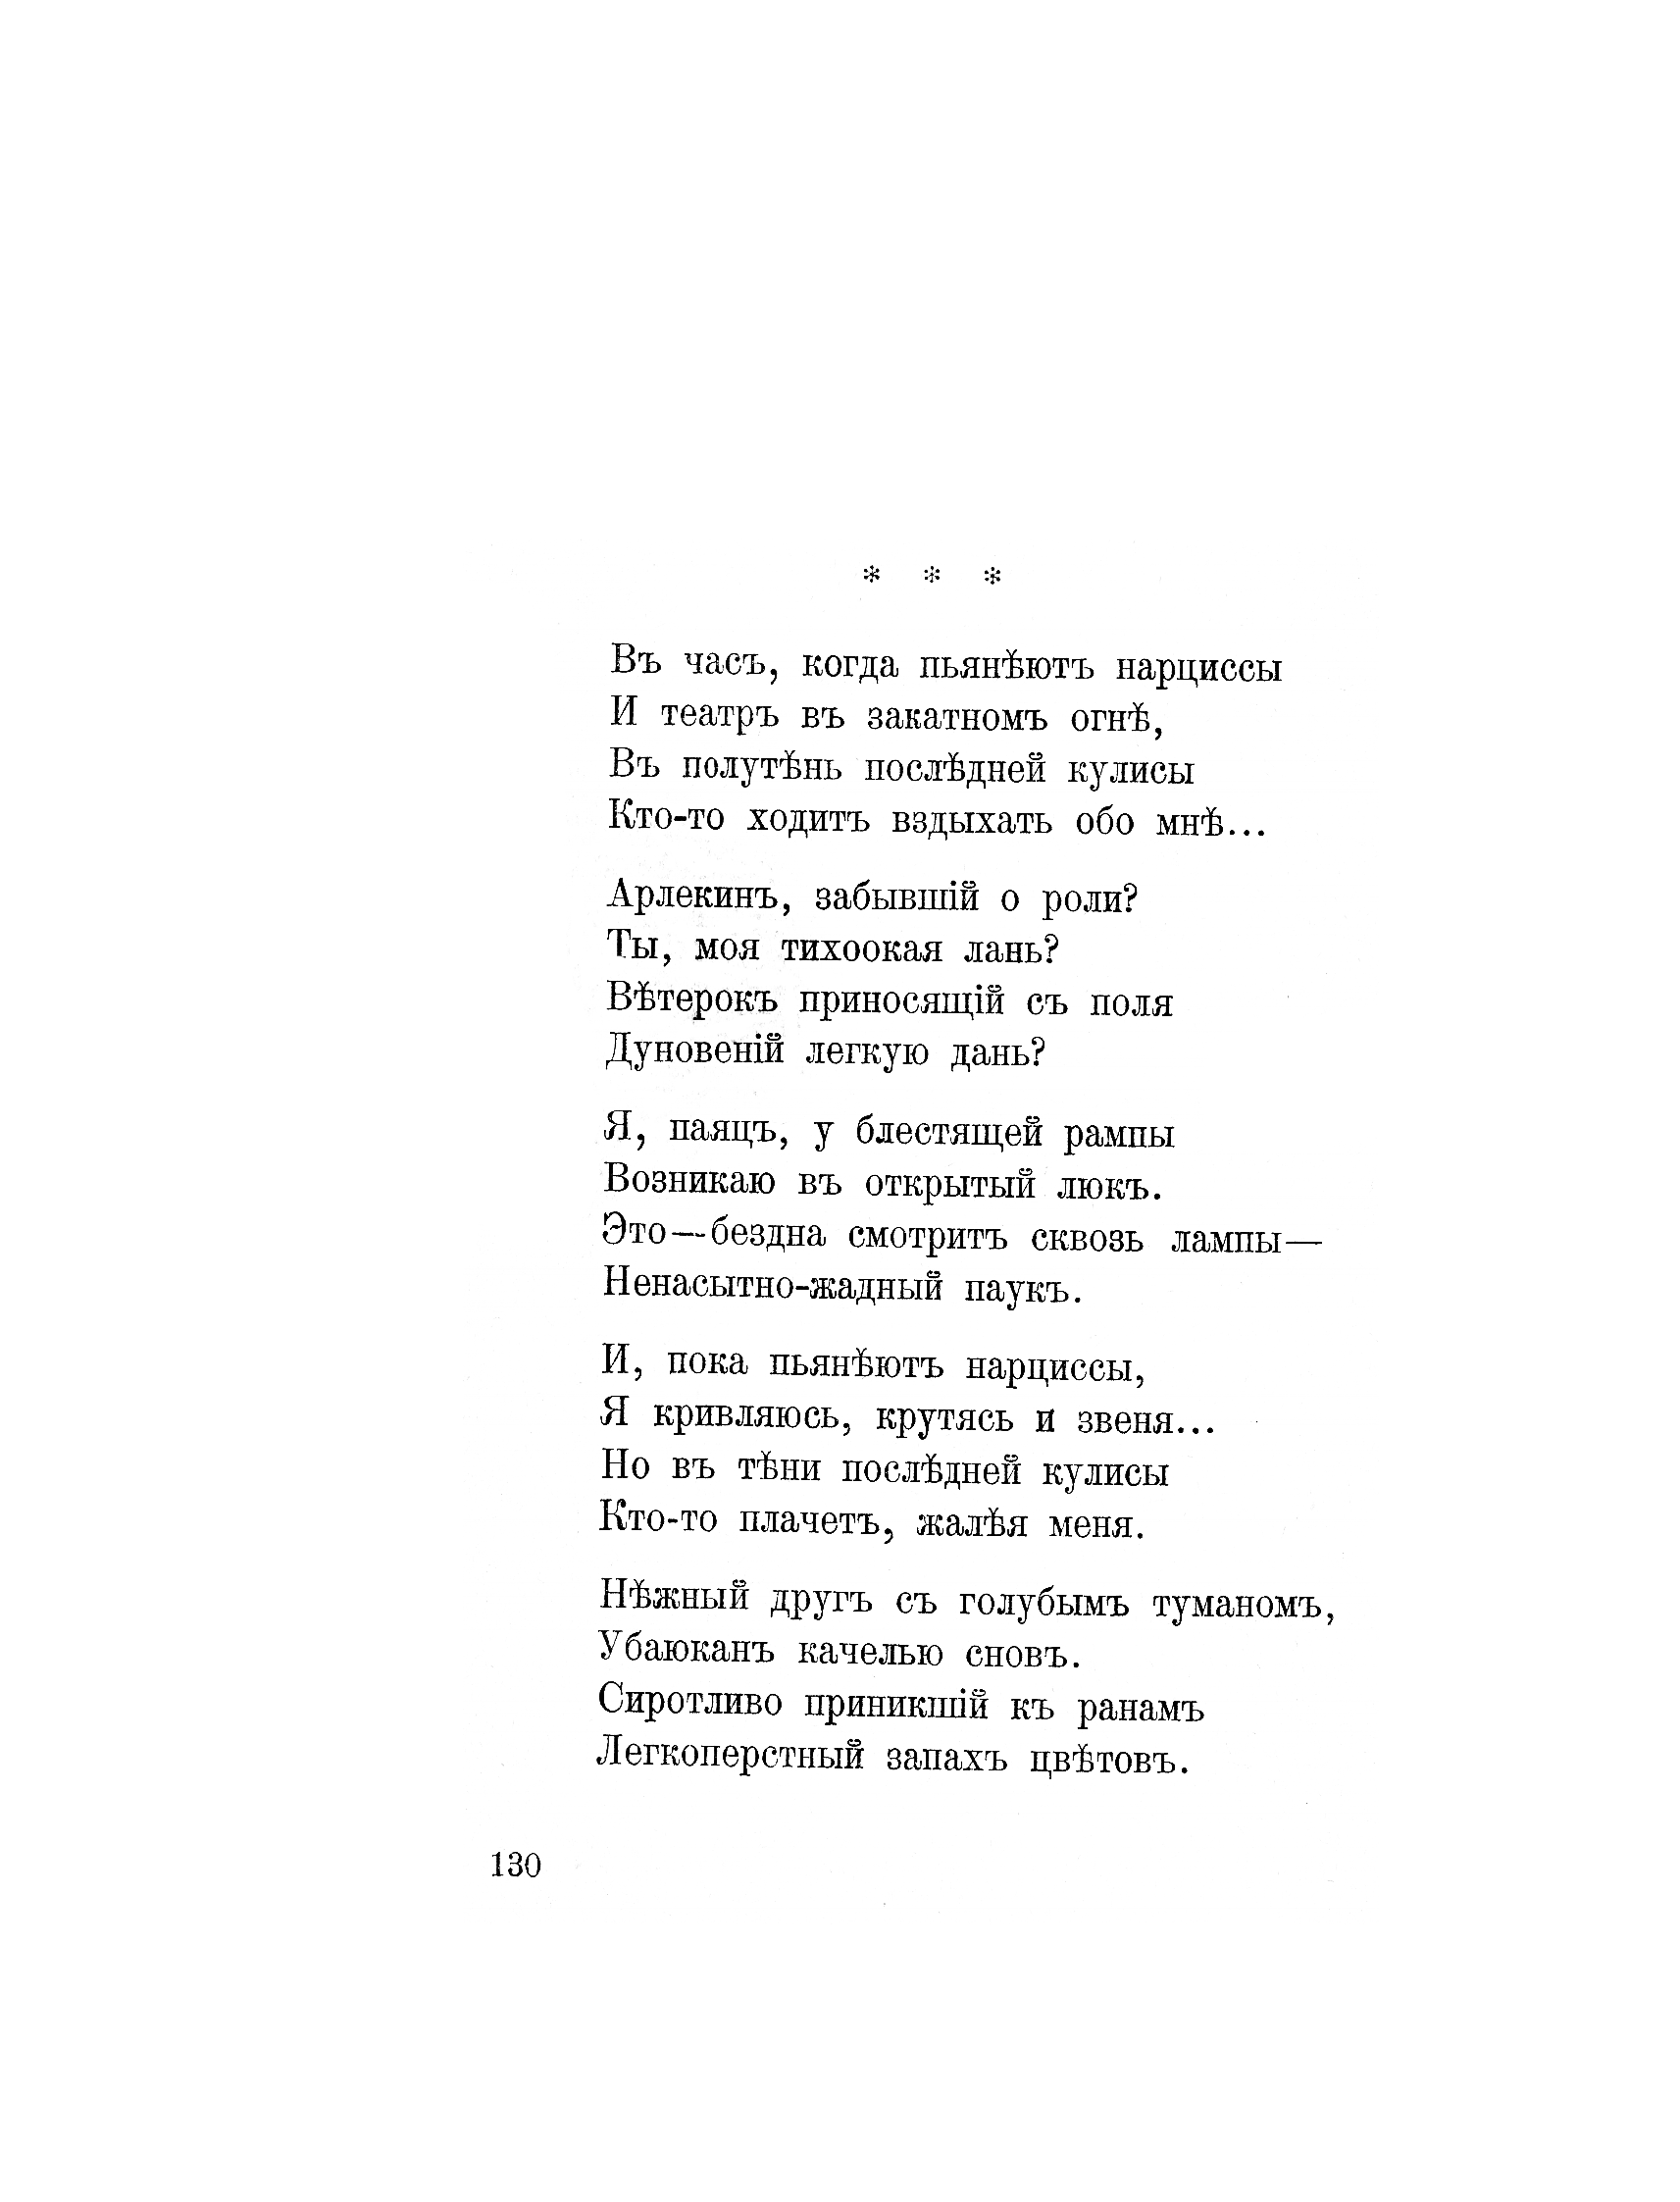 * * *
Въ часъ, когда пьянѣютъ нарциссы
И театръ въ закатномъ огнѣ,
Въ полутѣнь послѣдней кулисы
Кто-то ходитъ вздыхать обо мнѣ...
Арлекинъ, забывшій о роли?
Ты, моя тихоокая лань?
Вѣтерокъ приносящій съ поля
Дуновеній легкую дань?
Я, паяцъ, у блестящей рампы
Возникаю въ открытый люкъ.
Это—бездна смотритъ сквозь лампы—
Ненасытно-жадный паукъ.
И, пока пьянѣютъ нарциссы,
Я кривляюсь, крутясь и звеня...
Но въ тѣни послѣдней кулисы
Кто-то плачетъ, жалѣя меня.
Нѣжный другъ съ голубымъ туманомъ,
Убаюканъ качелью сновъ.
Сиротливо приникшій къ ранамъ
Легкоперстный запахъ цвѣтовъ.
130